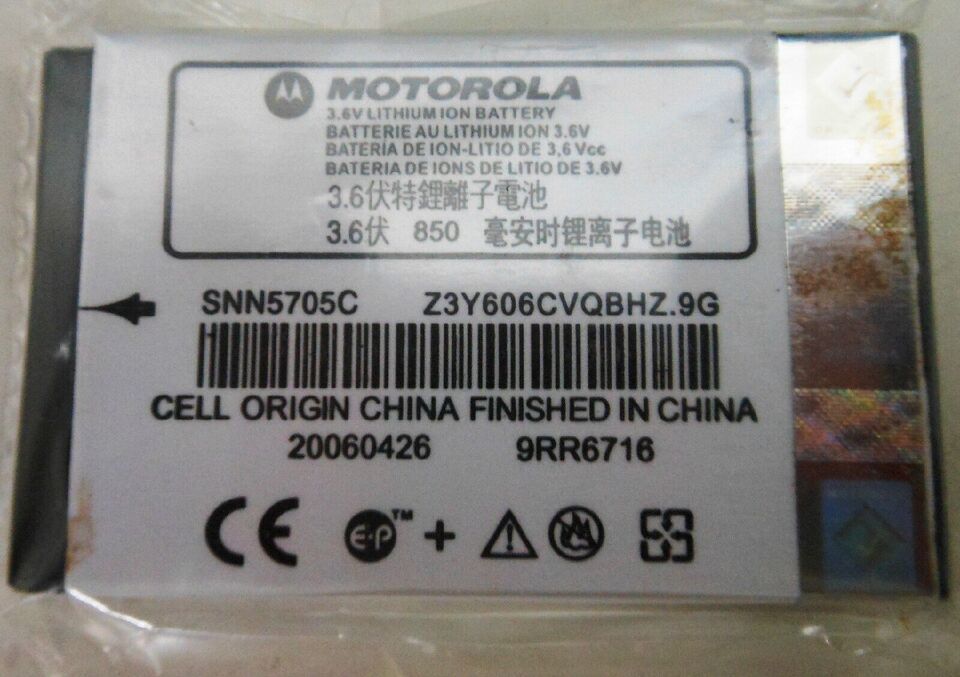 MOTOROLA
3.6V LITHIUM ION BATTERY
BATTERIE AU LITHIUM ION 3.6V
BATERÍA DE ION-LITIO DE 3,6 Vcc
BATERIA DE IONS DE LITIO DE 3.6V
3.6伏特鋰離子電池
3.6伏 850 毫安时锂离子电池
SNN5705C Z3Y606CVQBHZ.9G
CELL ORIGIN CHINA FINISHED IN CHINA
20060426 9RR6716
CE E·P™ +